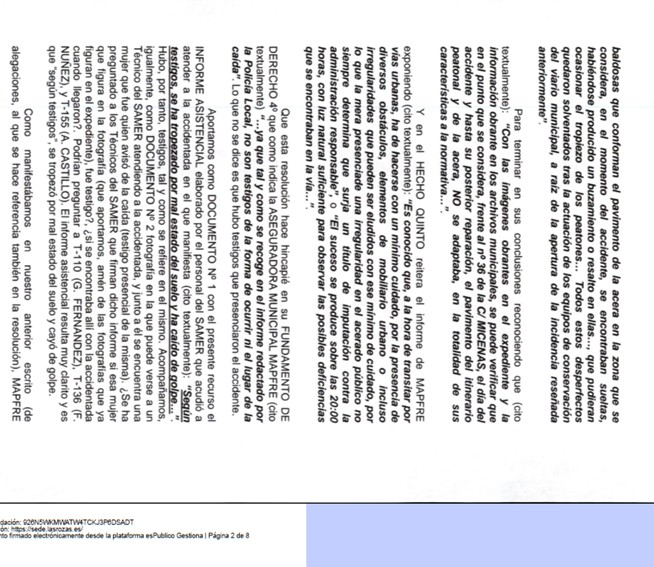 baldosas que conforman el pavimento de la acera en la zona que se
considera, en el momento del accidente, se encontraban sueltas,
habiéndose producido un buzamiento o resalto en ellas..., que pudieran
ocasionar el tropiezo de los peatones... Todos estos desperfectos
quedaron solventados tras la actuación de los equipos de conservación
del viario municipal, a raíz de la apertura de la incidencia reseñada
anteriormente”.
Para terminar en sus conclusiones reconociendo que (cito
textualmente): “Con las imágenes obrantes en el expediente y la
información obrante en los archivos municipales, se puede verificar que
en el punto que se considera, frente al nº 36 de la C/ MICENAS, el día del
accidente y hasta su posterior reparación, el pavimento del itinerario
peatonal y de la acera, NO se adaptaba, en la totalidad de sus
características a la normativa...”
Y en el HECHO QUINTO reitera el informe de MAPFRE
exponiendo (cito textualmente): “Es conocido que, a la hora de transitar por
vías urbanas, ha de hacerse con un mínimo cuidado, por la presencia de
diversos obstáculos, elementos de mobiliario urbano o incluso
irregularidades que pueden ser eludidos con ese mínimo de cuidado, por
lo que la mera presencia de una irregularidad en el acerado público no
siempre determina que surja un título de imputación contra la
administración responsable”, o “El suceso se produce sobre las 20:00
horas, con luz natural suficiente para observar las posibles deficiencias
que se encontraban en la vía...”.
Que esta resolución hace hincapié en su FUNDAMENTO DE
DERECHO 4º que como indica la ASEGURADORA MUNICIPAL MAPFRE (cito
textualmente) “...ya que tal y como se recoge en el informe redactado por
la Policía Local, no son testigos de la forma de ocurrir ni el lugar de la
caída”. Lo que no se dice es que hubo testigos que presenciaron el accidente.
Aportamos como DOCUMENTO Nº 1 con el presente recurso el
INFORME ASISTENCIAL elaborado por el personal del SAMER que acudió a
atender a la accidentada en el que manifiesta (cito textualmente): “Según
testigos, se ha tropezado por mal estado del suelo y ha caído de golpe...”
Hubo, por tanto, testigos, tal y como se refiere en el mismo. Acompañamos,
igualmente, como DOCUMENTO Nº 2 fotografía en la que puede verse a un
Técnico del SAMER atendiendo a la accidentada, y junto a él se encuentra una
mujer que fue quien aviso de la caída (testigo presencial de la misma). ¿Se ha
preguntado a los Técnicos del SAMER que firman dicho informe si esa mujer
que figura en la fotografía (que aportamos, amén de las fotografías que ya
figuran en el expediente), fue testigo?, ¿si se encontraba allí con la accidentada
cuando llegaron?. Podrían preguntar a T-110 (G. FERNANDEZ), T-136 (F.
NUÑEZ), y T-155 (A. CASTILLO). El informe asistencial resulta muy clarito y es
que “según testigos”, se tropezó por mal estado del suelo y cayó de golpe.
Como manifestábamos en nuestro anterior escrito (de
alegaciones, al que se hace referencia también en la resolución), MAPFRE
dación: 926N5WKMWATW4TCKJ3P6DSADT
ón: https://sede.lasrozas.es/
nto firmado electrónicamente desde la plataforma esPublico Gestiona | Página 2 de 8